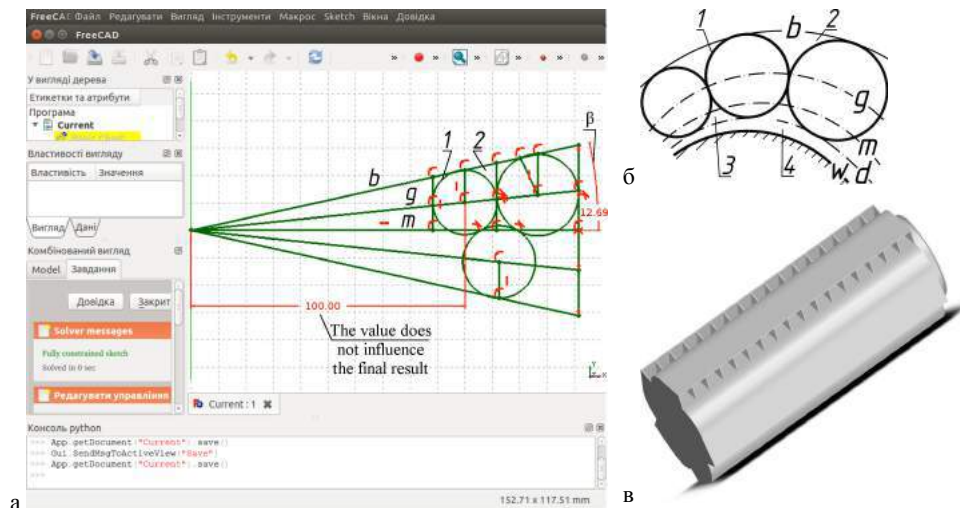 FreeCAD Файл Редагувати Вигляд Інструменти Макрос Sketch Вікна Довідка
FreeCAD
У вигляді дерева
Етикетки та атрибути
Програма
Current
Властивості вигляду
Властивість Значення
Вигляд Дані
Комбінований вигляд
Model Завдання
Довідка Закрит
Solver messages
Fully constrained sketch
Solved in 0 sec
Редагувати управління
b
g
m
1
2
β
12.69
100.00
The value does
not influence
the final result
Y
X
Current : 1
Консоль python
>>> App.getDocument("Current").save()
>>> Gui.SendMsgToActiveView("Save")
>>> App.getDocument("Current").save()
>>>
152.71 x 117.51 mm
а
1
b
2
g
m
3
4
w
d
б
в